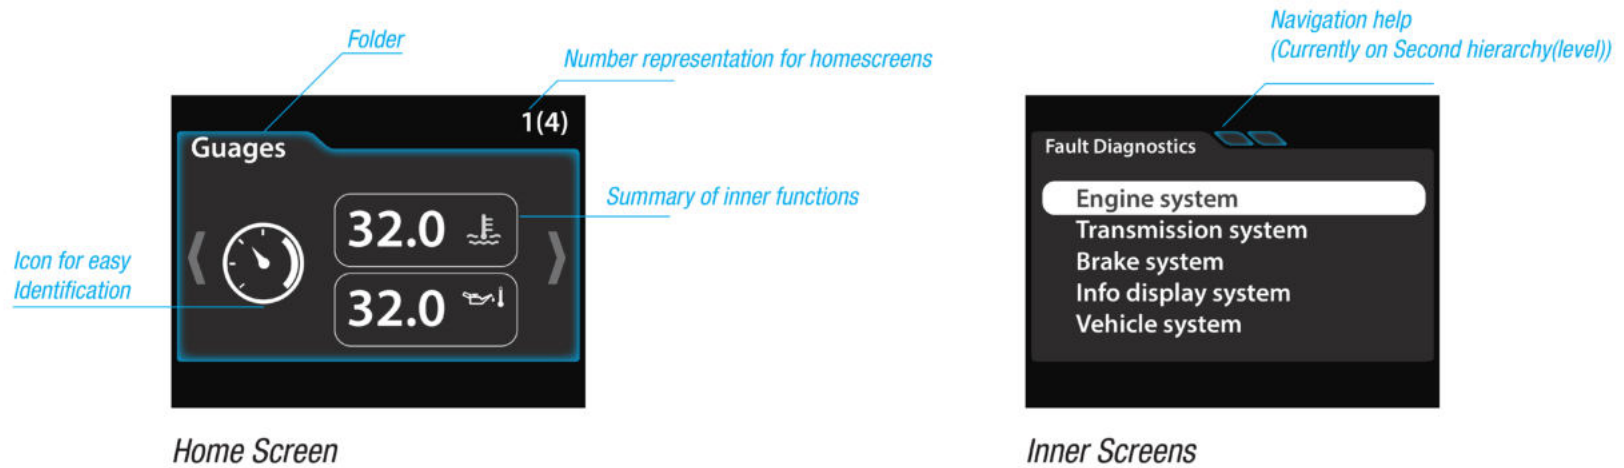 Folder
Number representation for homescreens
1(4)
Guages
32.0
32.0
Summary of inner functions
Icon for easy
Identification
Home Screen
Navigation help
(Currently on Second hierarchy(level))
Fault Diagnostics
Engine system
Transmission system
Brake system
Info display system
Vehicle system
Inner Screens